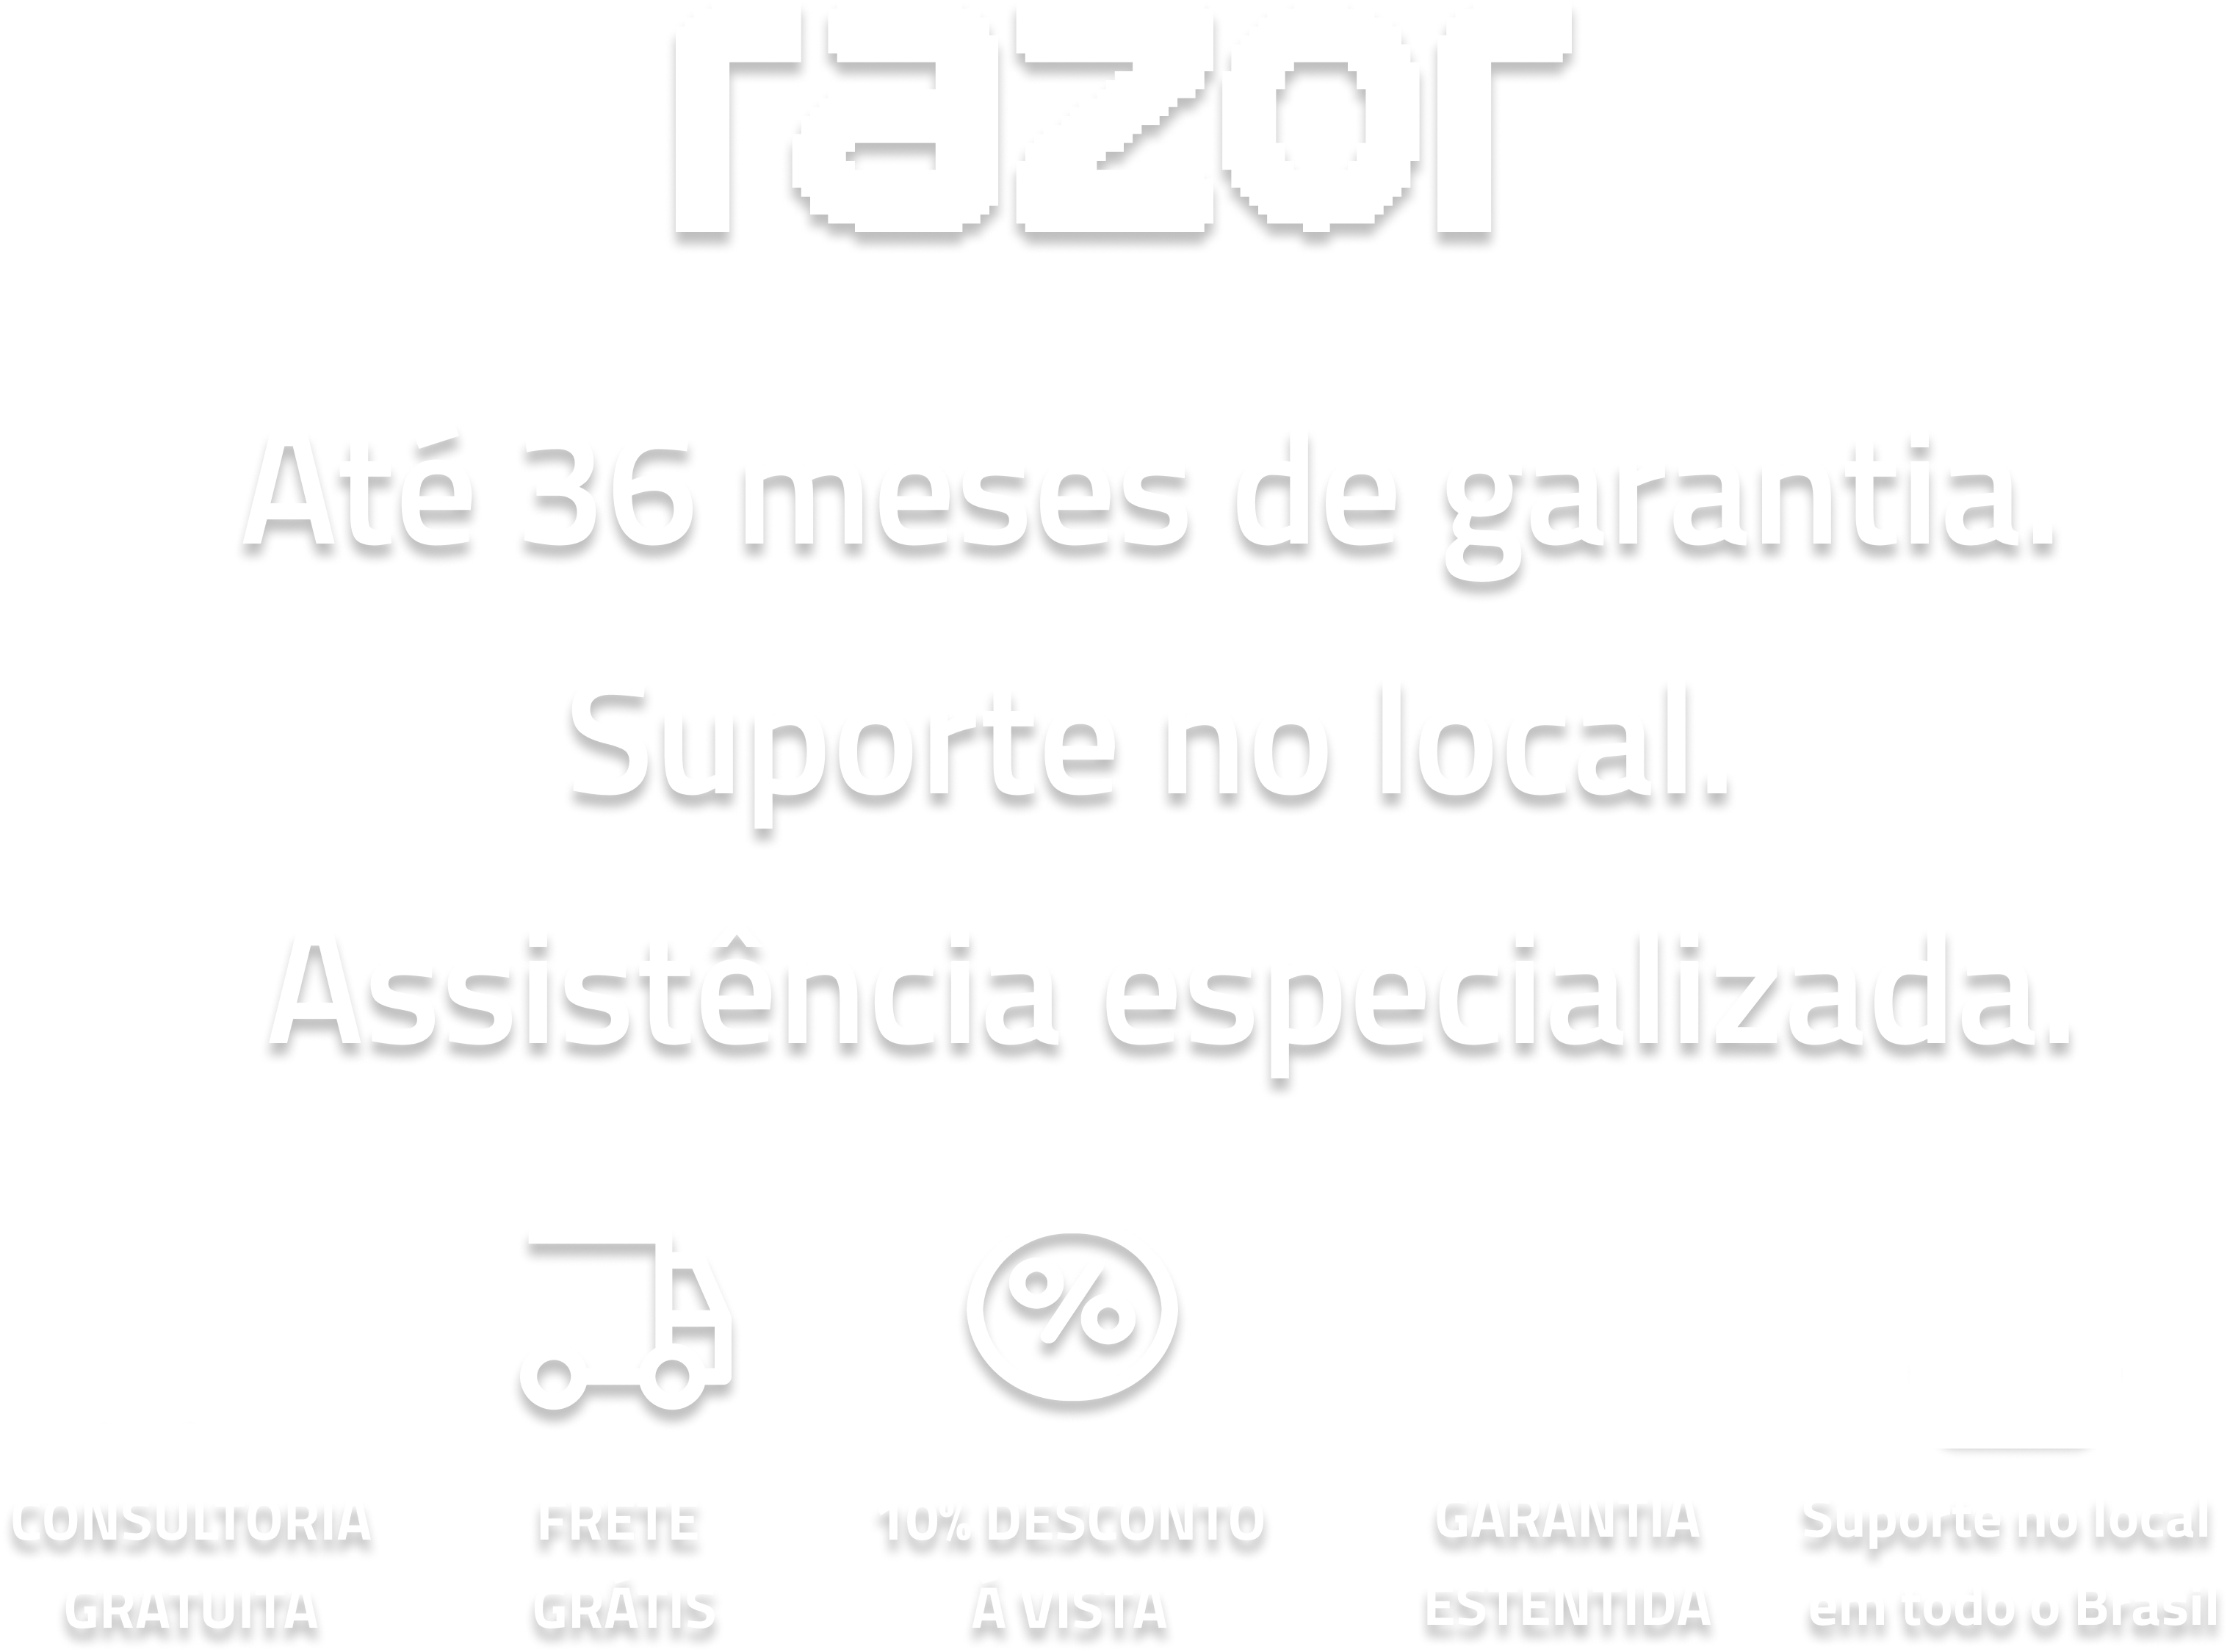 razor
Até 36 meses de garantia.
Suporte no local.
Assistência especializada.
%
CONSULTORIA
GRATUITA
FRETE
GRÁTIS
10% DESCONTO
À VISTA
GARANTIA
ESTENTIDA
Suporte no local
em todo o Brasil